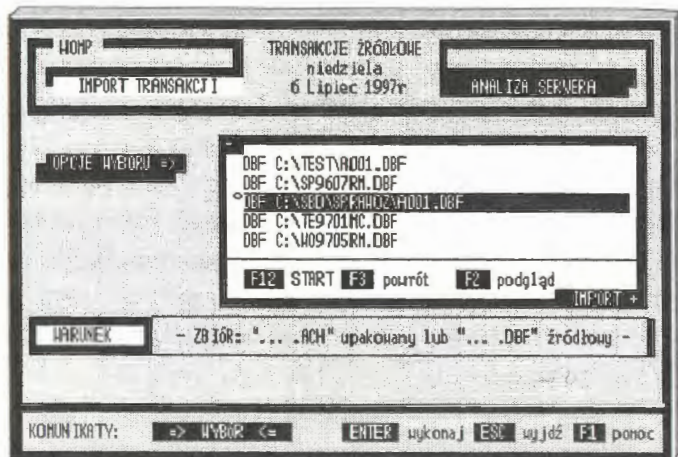 WOMP
IMPORT TRANSAKCJI
TRANSAKCJE ŹRÓDŁOWE
niedziela
6 Lipiec 1997r
ANALIZA SERWERA
OPCJE WYBORU =>
DBF C:\TEST\A001.DBF
DBF C:\SP9607RM.DBF
DBF C:\SBD\SPRAWOZ\A001.DBF
DBF C:\TE9701MC.DBF
DBF C:\WO9705RM.DBF
F12 START F3 powrót F2 podgląd
IMPORT +
WARUNEK
- ZBIÓR: "... .ACH" upakowany lub "... .DBF" źródłowy -
KOMUNIKATY: => WYBÓR <= ENTER wykonaj ESC wyjdź F1 pomoc